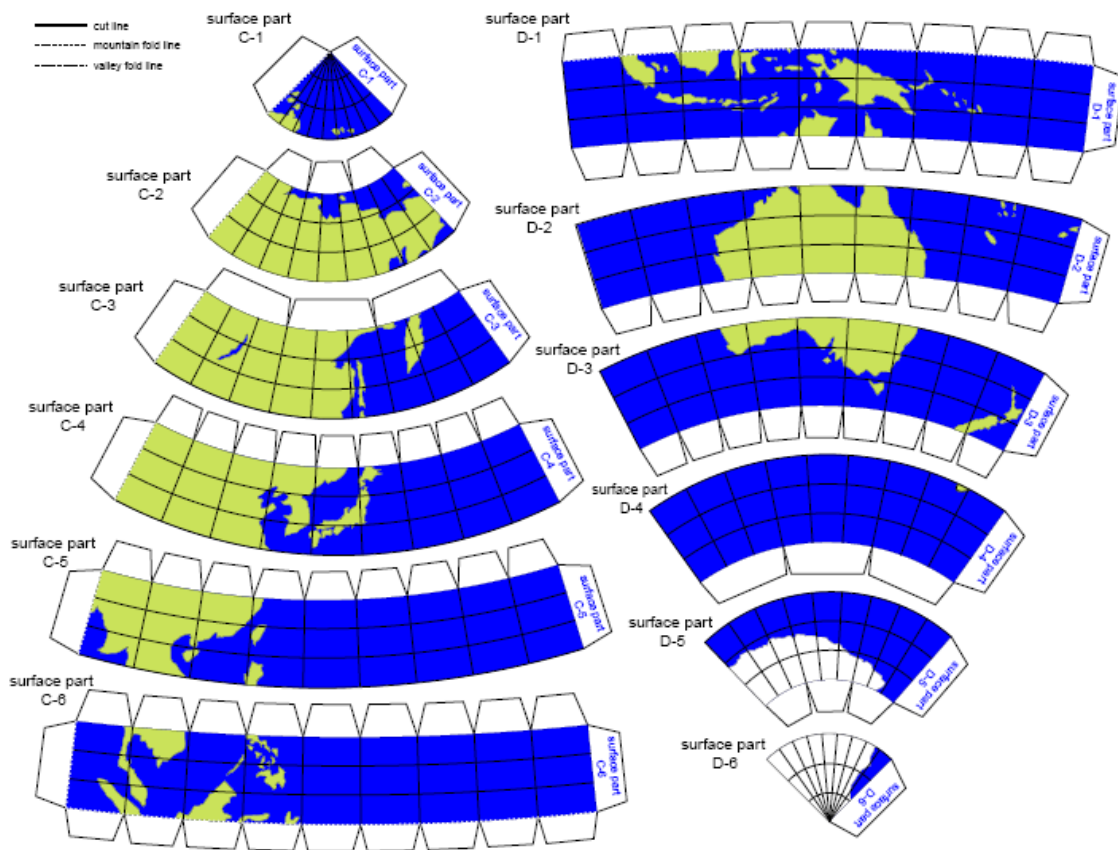 cut line
mountain fold line
valley fold line
surface part
C-1
surface part
C-1
surface part
C-2
surface part
C-2
surface part
C-3
surface part
C-3
surface part
C-4
surface part
C-4
surface part
C-5
surface part
C-5
surface part
C-6
surface part
C-6
surface part
D-1
surface part
D-1
surface part
D-2
surface part
D-2
surface part
D-3
surface part
D-3
surface part
D-4
surface part
D-4
surface part
D-5
surface part
D-5
surface part
D-6
surface part
D-6